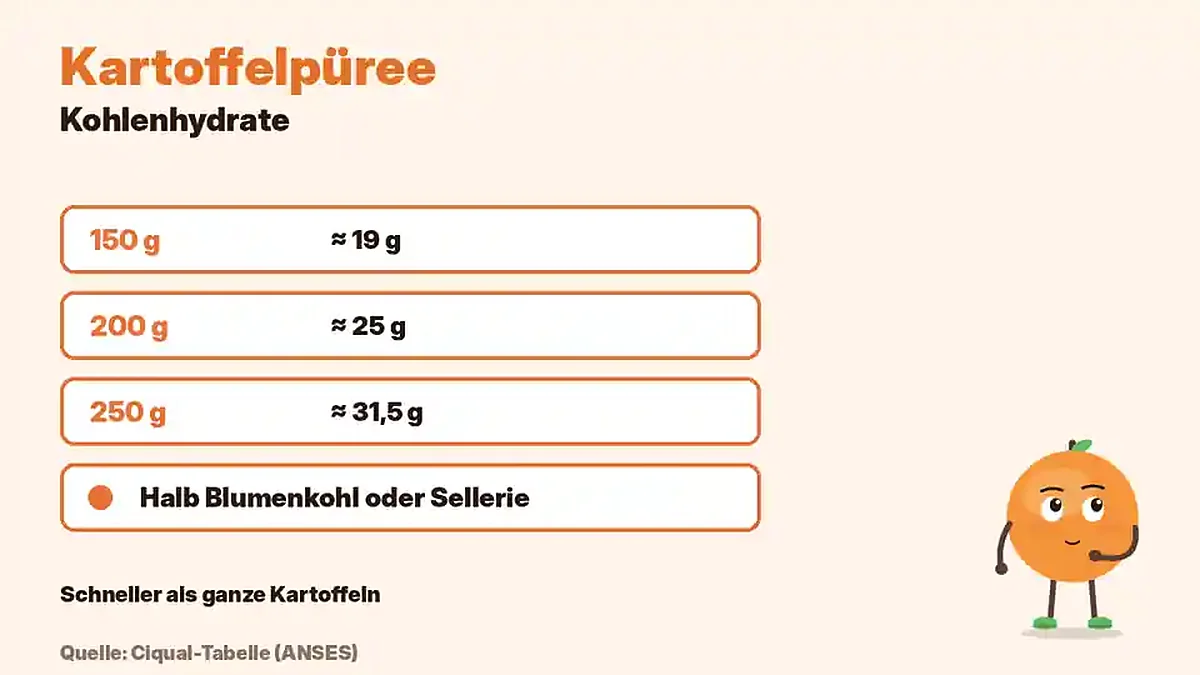 Kartoffelpüree
Kohlenhydrate
150 g ≈ 19 g
200 g ≈ 25 g
250 g ≈ 31,5 g
Halb Blumenkohl oder Sellerie
Schneller als ganze Kartoffeln
Quelle: Ciqual-Tabelle (ANSES)